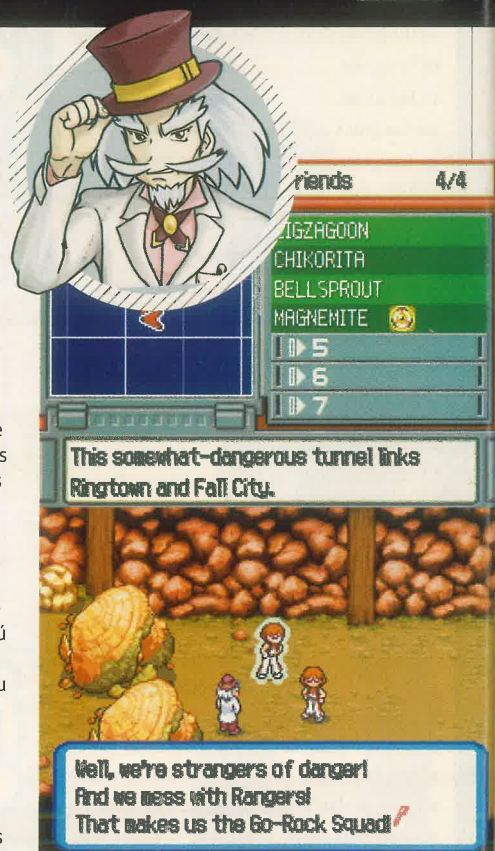 riends 4/4
IGZAGOON
CHIKORITA
BELLSPROUT
MAGNEMITE
5
6
7
This somewhat-dangerous tunnel links
Ringtown and Fall City.
Well, we're strangers of danger!
And we mess with Rangers!
That makes us the Go-Rock Squad!
e
s
s
ú
u
s